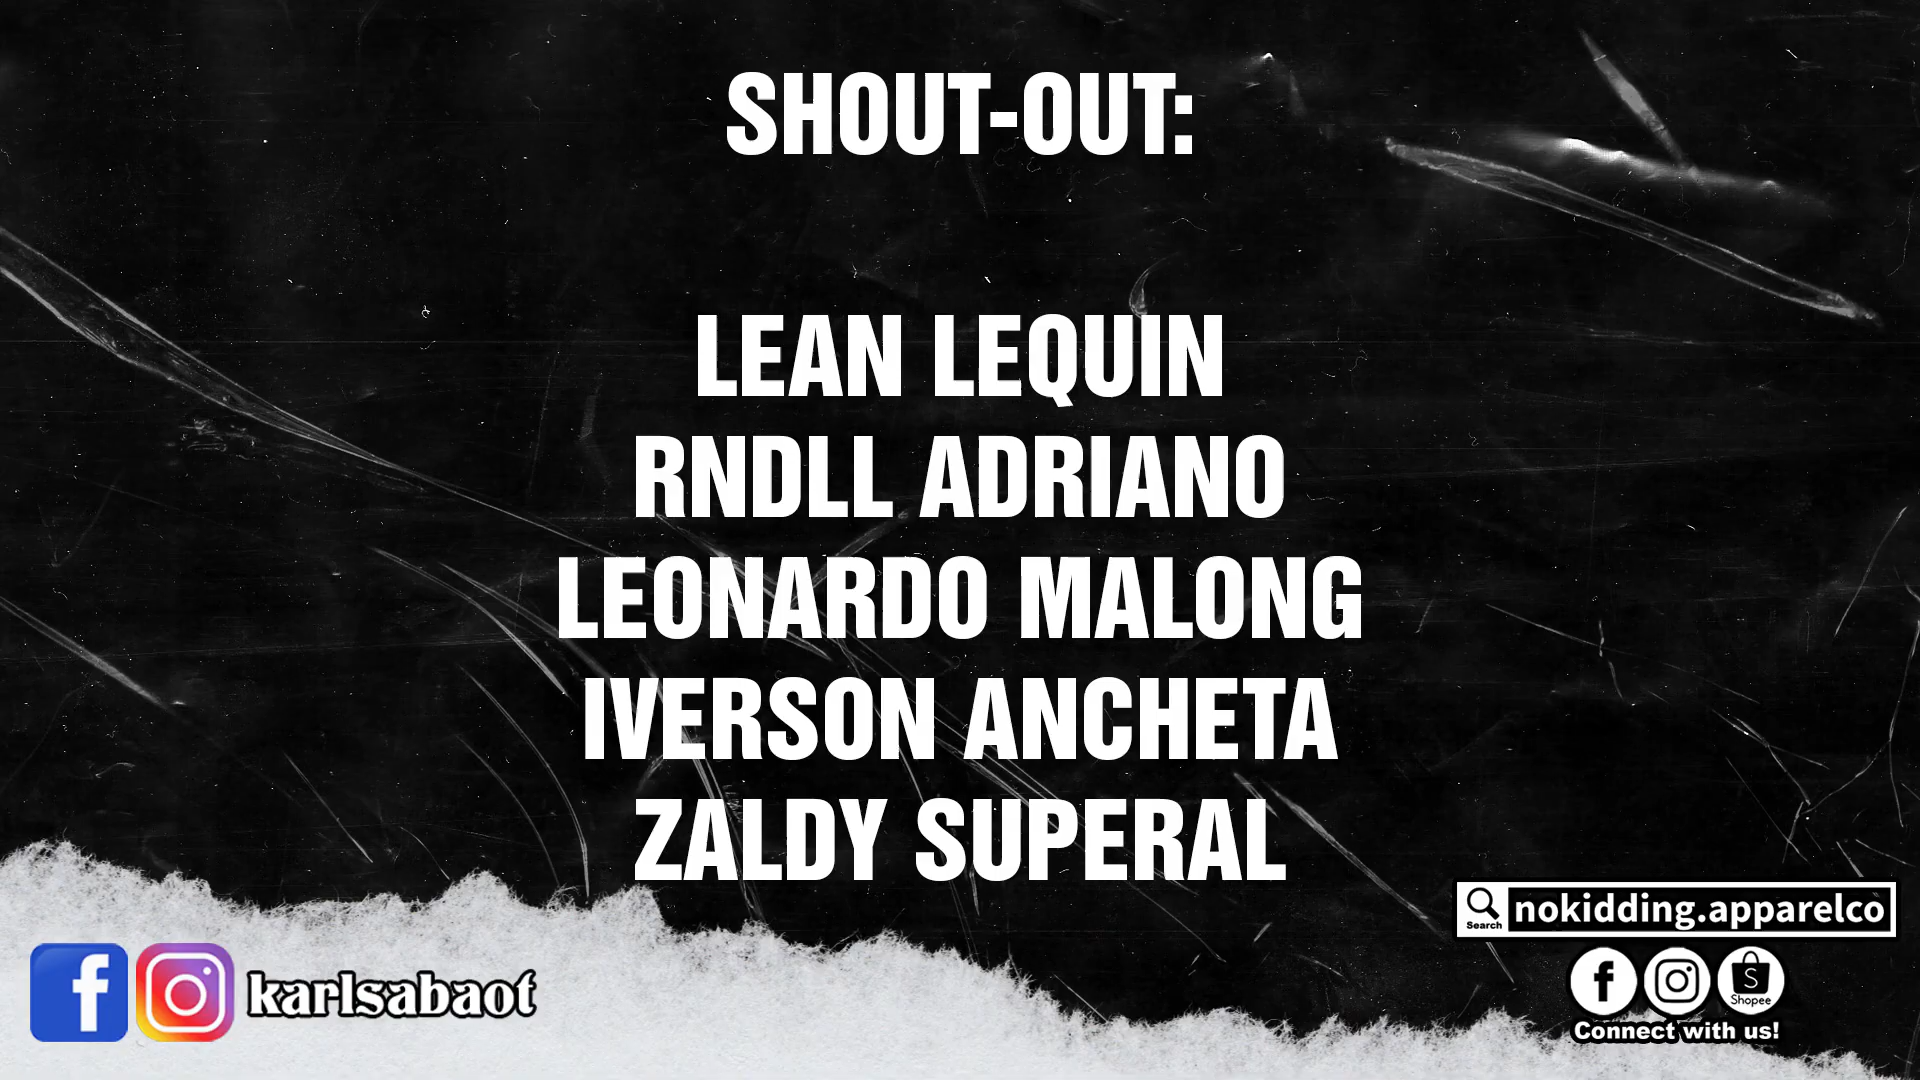 SHOUT-OUT:
LEAN LEQUIN
RNDLL ADRIANO
LEONARDO MALONG
IVERSON ANCHETA
ZALDY SUPERAL
Search
nokidding.apparelco
karlsabaot
S
Shopee
Connect with us!